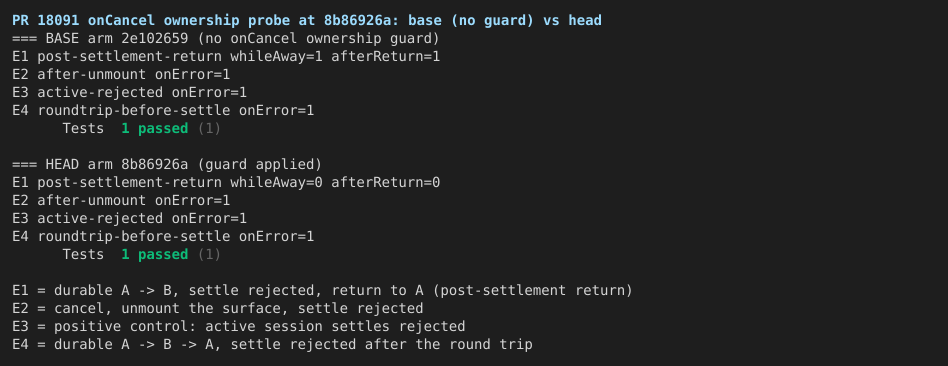 PR 18091 onCancel ownership probe at 8b86926a: base (no guard) vs head
=== BASE arm 2e102659 (no onCancel ownership guard)
E1 post-settlement-return whileAway=1 afterReturn=1
E2 after-unmount onError=1
E3 active-rejected onError=1
E4 roundtrip-before-settle onError=1
Tests 1 passed (1)
=== HEAD arm 8b86926a (guard applied)
E1 post-settlement-return whileAway=0 afterReturn=0
E2 after-unmount onError=1
E3 active-rejected onError=1
E4 roundtrip-before-settle onError=1
Tests 1 passed (1)
E1 = durable A -> B, settle rejected, return to A (post-settlement return)
E2 = cancel, unmount the surface, settle rejected
E3 = positive control: active session settles rejected
E4 = durable A -> B -> A, settle rejected after the round trip